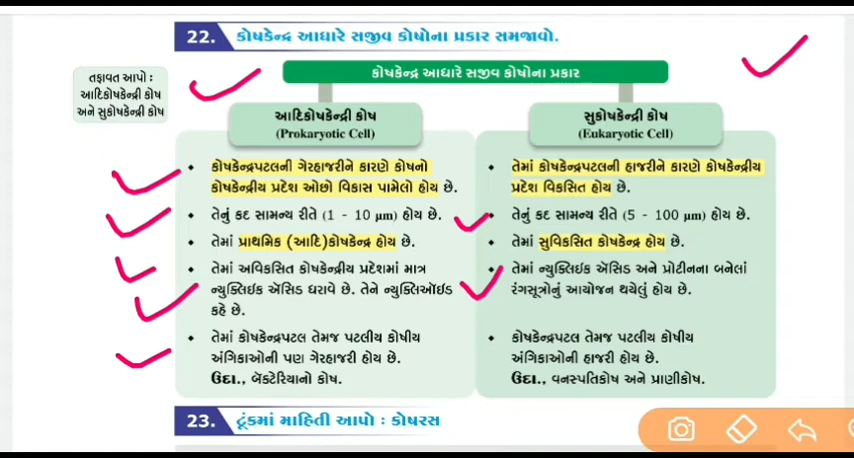 22. કોષકેન્દ્ર આધારે સજીવ કોષોના પ્રકાર સમજાવો.
તફાવત આપો :
આદિકોષકેન્દ્રી કોષ
અને સુકોષકેન્દ્રી કોષ
કોષકેન્દ્ર આધારે સજીવ કોષોના પ્રકાર
આદિકોષકેન્દ્રી કોષ
(Prokaryotic Cell)
• કોષકેન્દ્રપટલની ગેરહાજરીને કારણે કોષનો
કોષકેન્દ્રીય પ્રદેશ ઓછો વિકાસ પામેલો હોય છે.
• તેનું કદ સામન્ય રીતે (1 - 10 μm) હોય છે.
• તેમાં પ્રાથમિક (આદિ)કોષકેન્દ્ર હોય છે.
• તેમાં અવિકસિત કોષકેન્દ્રીય પ્રદેશમાં માત્ર
ન્યુક્લિઇક ઍસિડ ધરાવે છે. તેને ન્યુક્લિઑઇડ
કહે છે.
• તેમાં કોષકેન્દ્રપટલ તેમજ પટલીય કોષીય
અંગિકાઓની પણ ગેરહાજરી હોય છે.
ઉદા., બૅક્ટેરિયાનો કોષ.
સુકોષકેન્દ્રી કોષ
(Eukaryotic Cell)
• તેમાં કોષકેન્દ્રપટલની હાજરીને કારણે કોષકેન્દ્રીય
પ્રદેશ વિકસિત હોય છે.
• તેનું કદ સામન્ય રીતે (5 - 100 μm) હોય છે.
• તેમાં સુવિકસિત કોષકેન્દ્ર હોય છે.
• તેમાં ન્યુક્લિઇક ઍસિડ અને પ્રોટીનના બનેલાં
રંગસૂત્રોનું આયોજન થયેલું હોય છે.
• કોષકેન્દ્રપટલ તેમજ પટલીય કોષીય
અંગિકાઓની હાજરી હોય છે.
ઉદા., વનસ્પતિકોષ અને પ્રાણીકોષ.
23. ટૂંકમાં માહિતી આપો : કોષરસ